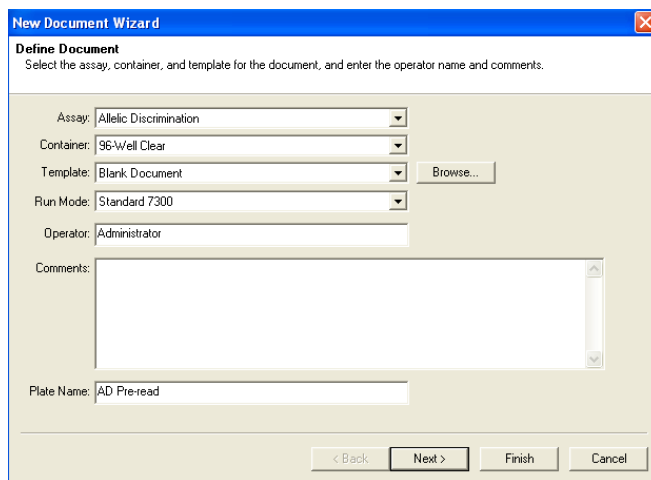 New Document Wizard
Define Document
Select the assay, container, and template for the document, and enter the operator name and comments.
Assay: Allelic Discrimination
Container: 96-Well Clear
Template: Blank Document Browse...
Run Mode: Standard 7300
Operator: Administrator
Comments:
Plate Name: AD Pre-read
< Back Next > Finish Cancel